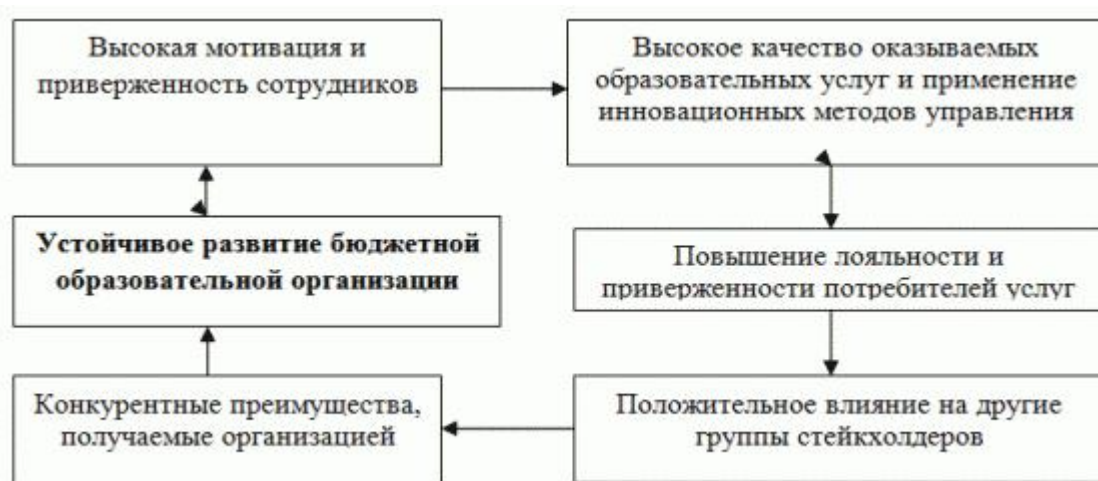 Высокая мотивация и
приверженность сотрудников
Высокое качество оказываемых
образовательных услуг и применение
инновационных методов управления
Устойчивое развитие бюджетной
образовательной организации
Повышение лояльности и
приверженности потребителей услуг
Конкурентные преимущества,
получаемые организацией
Положительное влияние на другие
группы стейкхолдеров